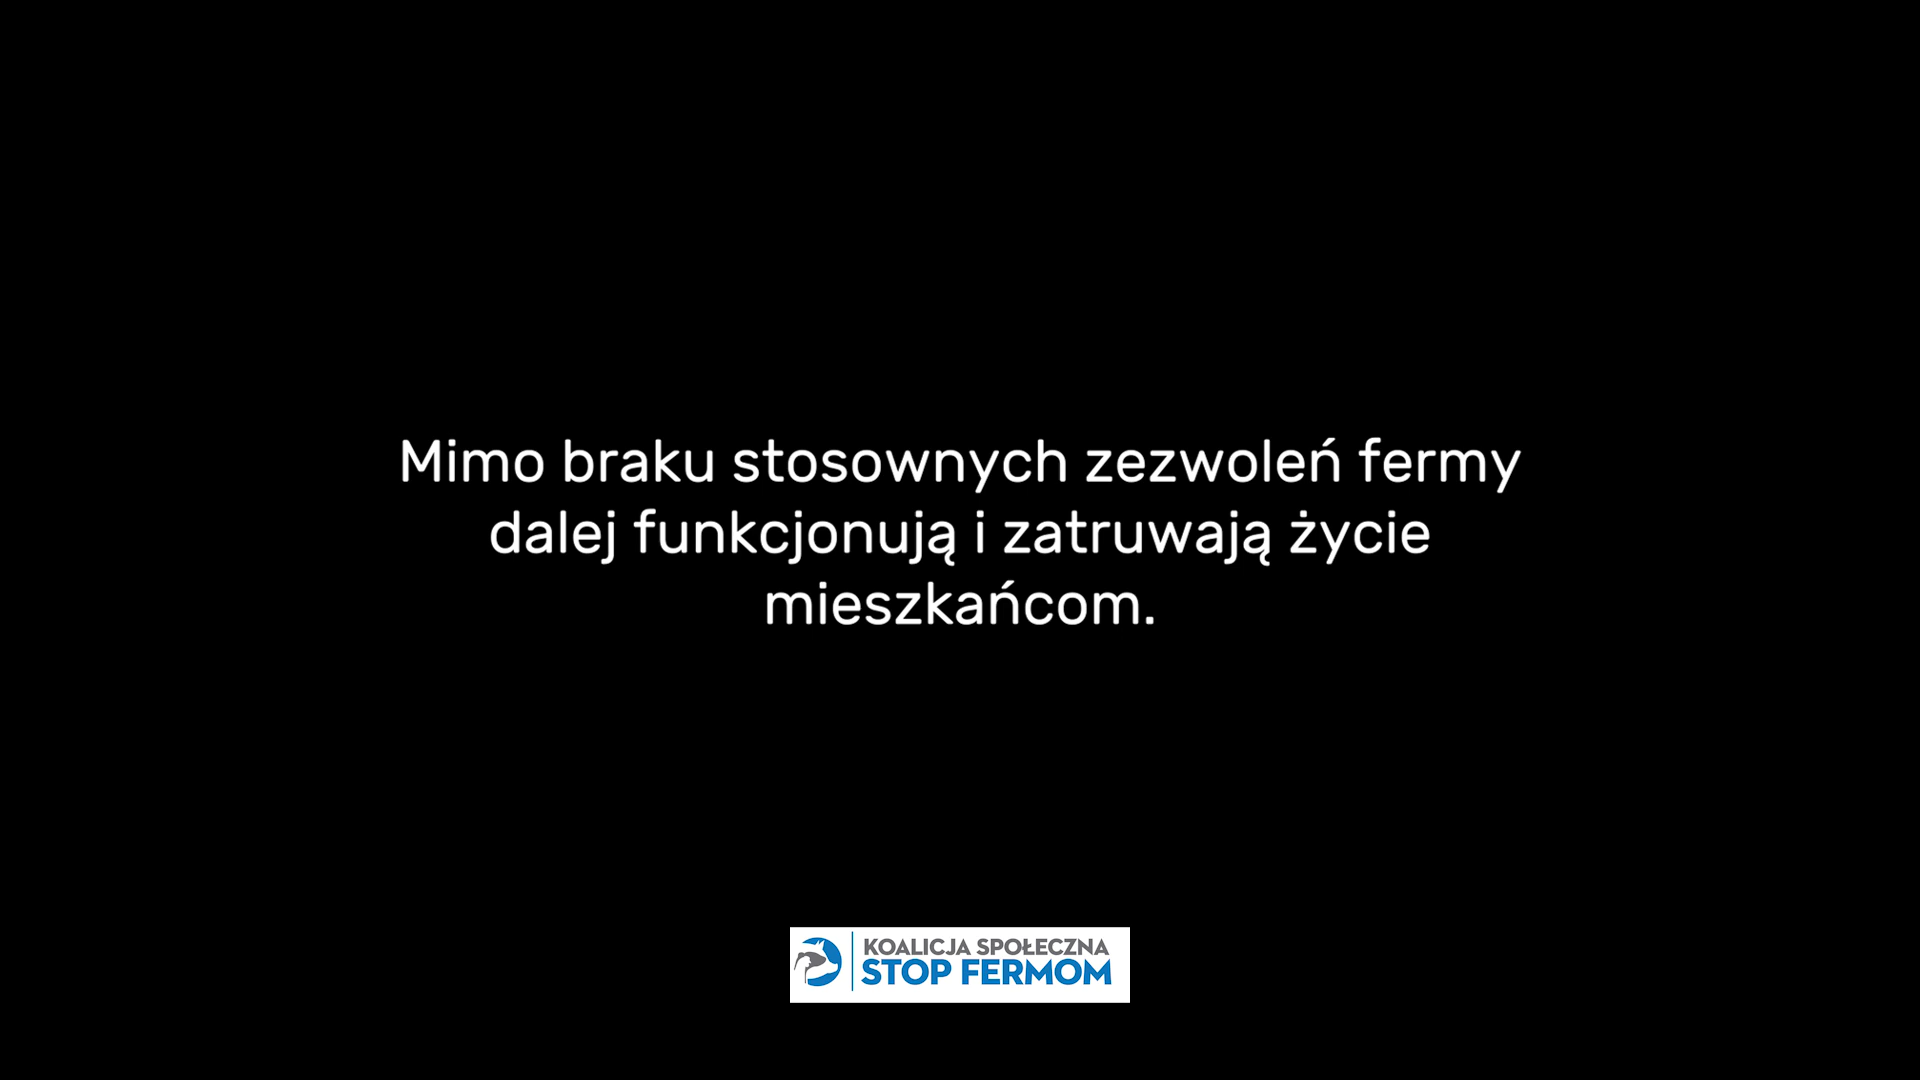 Mimo braku stosownych zezwoleń fermy
dalej funkcjonują i zatruwają życie
mieszkańcom.
KOALICJA SPOŁECZNA
STOP FERMOM